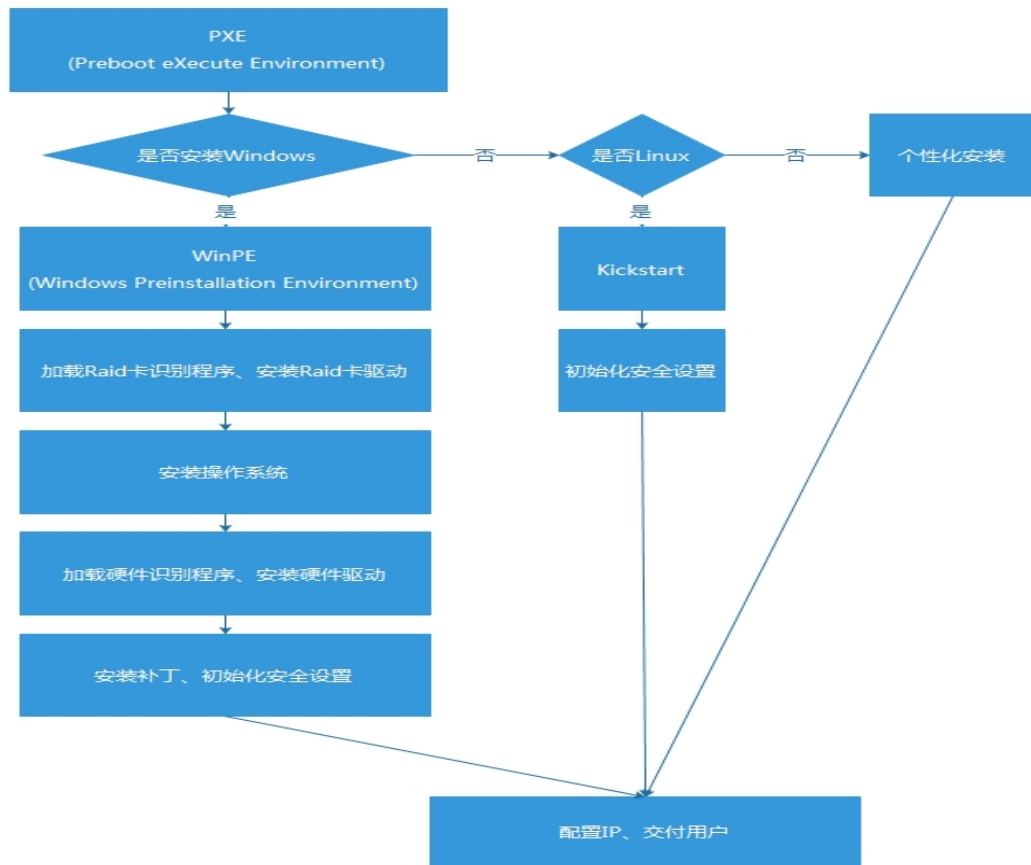 PXE
(Preboot eXecute Environment)
是否安装Windows
否
是否Linux
否
个性化安装
是
是
WinPE
(Windows Preinstallation Environment)
Kickstart
加载Raid卡识别程序、安装Raid卡驱动
初始化安全设置
安装操作系统
加载硬件识别程序、安装硬件驱动
安装补丁、初始化安全设置
配置IP、交付用户